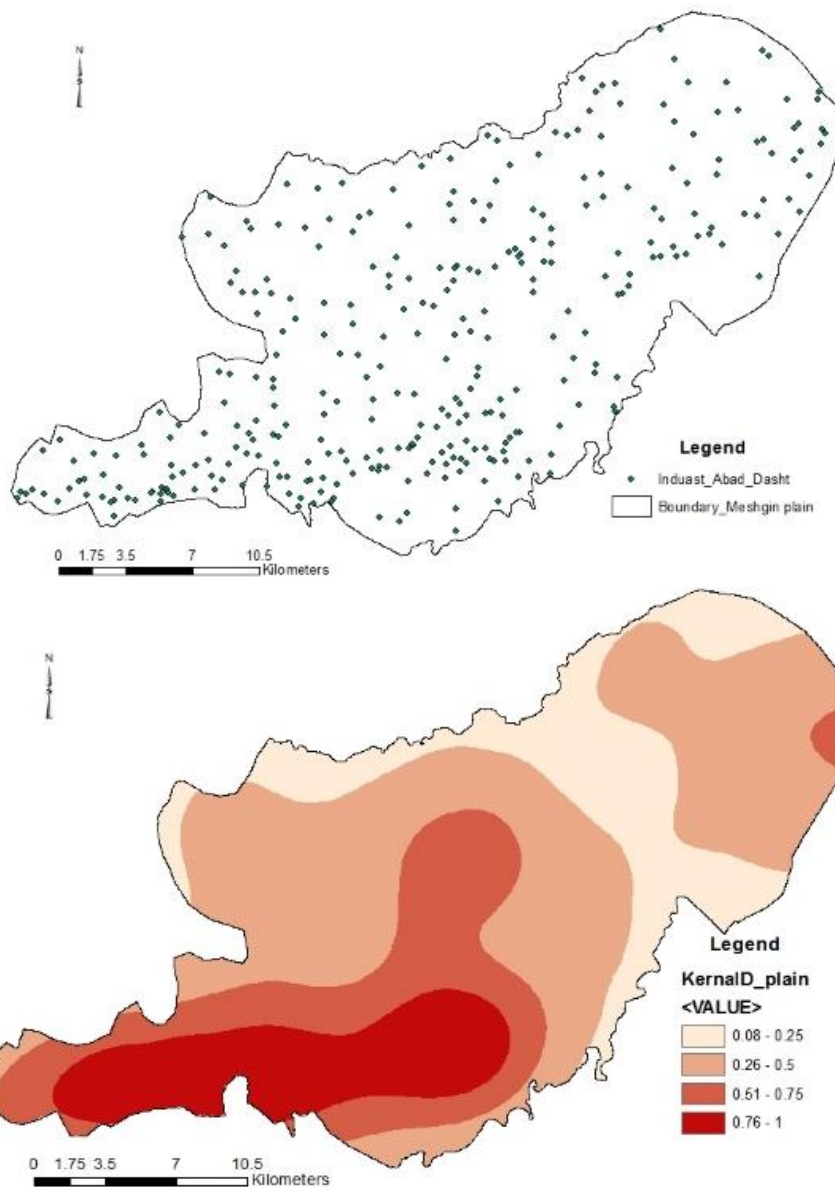 N
Legend
Induast_Abad_Dasht
Boundary_Meshgin plain
0 1.75 3.5 7 10.5
Kilometers
N
Legend
KernalD_plain
<VALUE>
0.08 - 0.25
0.26 - 0.5
0.51 - 0.75
0.76 - 1
0 1.75 3.5 7 10.5
Kilometers